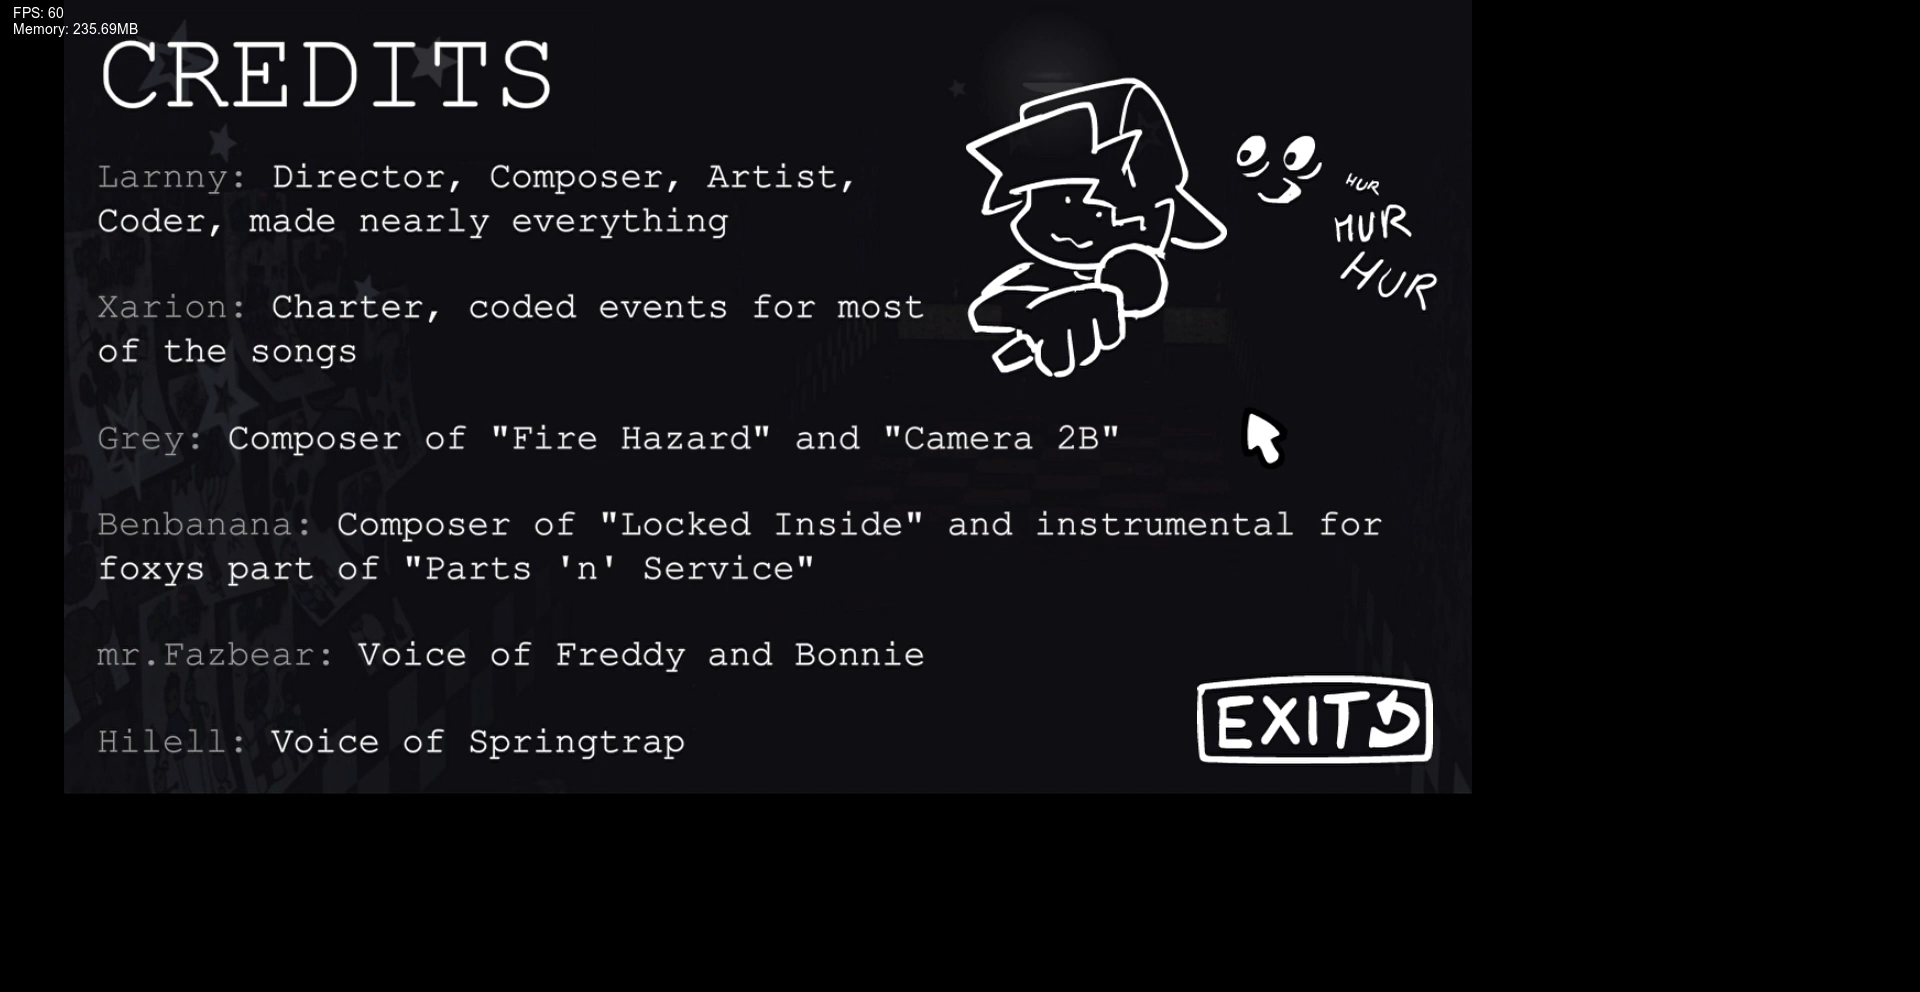 FPS: 60
Memory: 235.69MB
CREDITS
Larnny: Director, Composer, Artist,
Coder, made nearly everything
HUR
HUR
HUR
Xarion: Charter, coded events for most
of the songs
Grey: Composer of "Fire Hazard" and "Camera 2B"
Benbanana: Composer of "Locked Inside" and instrumental for
foxys part of "Parts 'n' Service"
mr.Fazbear: Voice of Freddy and Bonnie
Hilell: Voice of Springtrap
EXIT